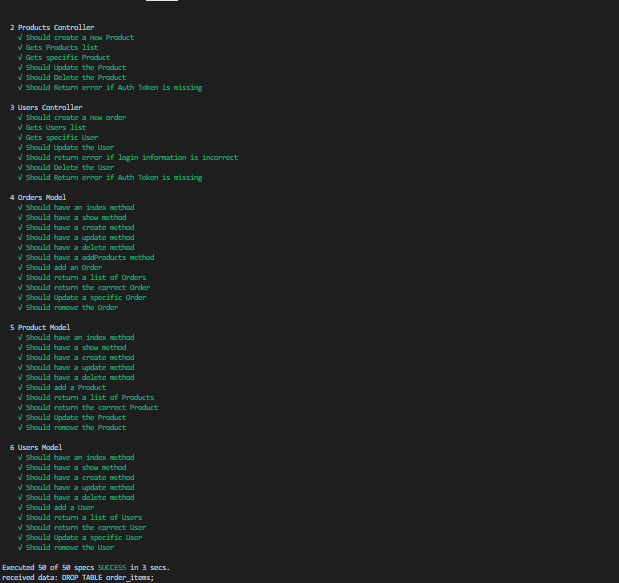 2 Products Controller
√ Should create a new Product
√ Gets Products list
√ Gets specific Product
√ Should Update the Product
√ Should Delete the Product
√ Should Return error if Auth Token is missing
3 Users Controller
√ Should create a new order
√ Gets Users list
√ Gets specific User
√ Should Update the User
√ Should return error if login information is incorrect
√ Should Delete the User
√ Should Return error if Auth Token is missing
4 Orders Model
√ Should have an index method
√ Should have a show method
√ Should have a create method
√ Should have a update method
√ Should have a delete method
√ Should have a addProducts method
√ Should add an Order
√ Should return a list of Orders
√ Should return the correct Order
√ Should Update a specific Order
√ Should remove the Order
5 Product Model
√ Should have an index method
√ Should have a show method
√ Should have a create method
√ Should have a update method
√ Should have a delete method
√ Should add a Product
√ Should return a list of Products
√ Should return the correct Product
√ Should Update the Product
√ Should remove the Product
6 Users Model
√ Should have an index method
√ Should have a show method
√ Should have a create method
√ Should have a update method
√ Should have a delete method
√ Should add a User
√ Should return a list of Users
√ Should return the correct User
√ Should Update a specific User
√ Should remove the User
Executed 50 of 50 specs SUCCESS in 3 secs.
received data: DROP TABLE order_items;